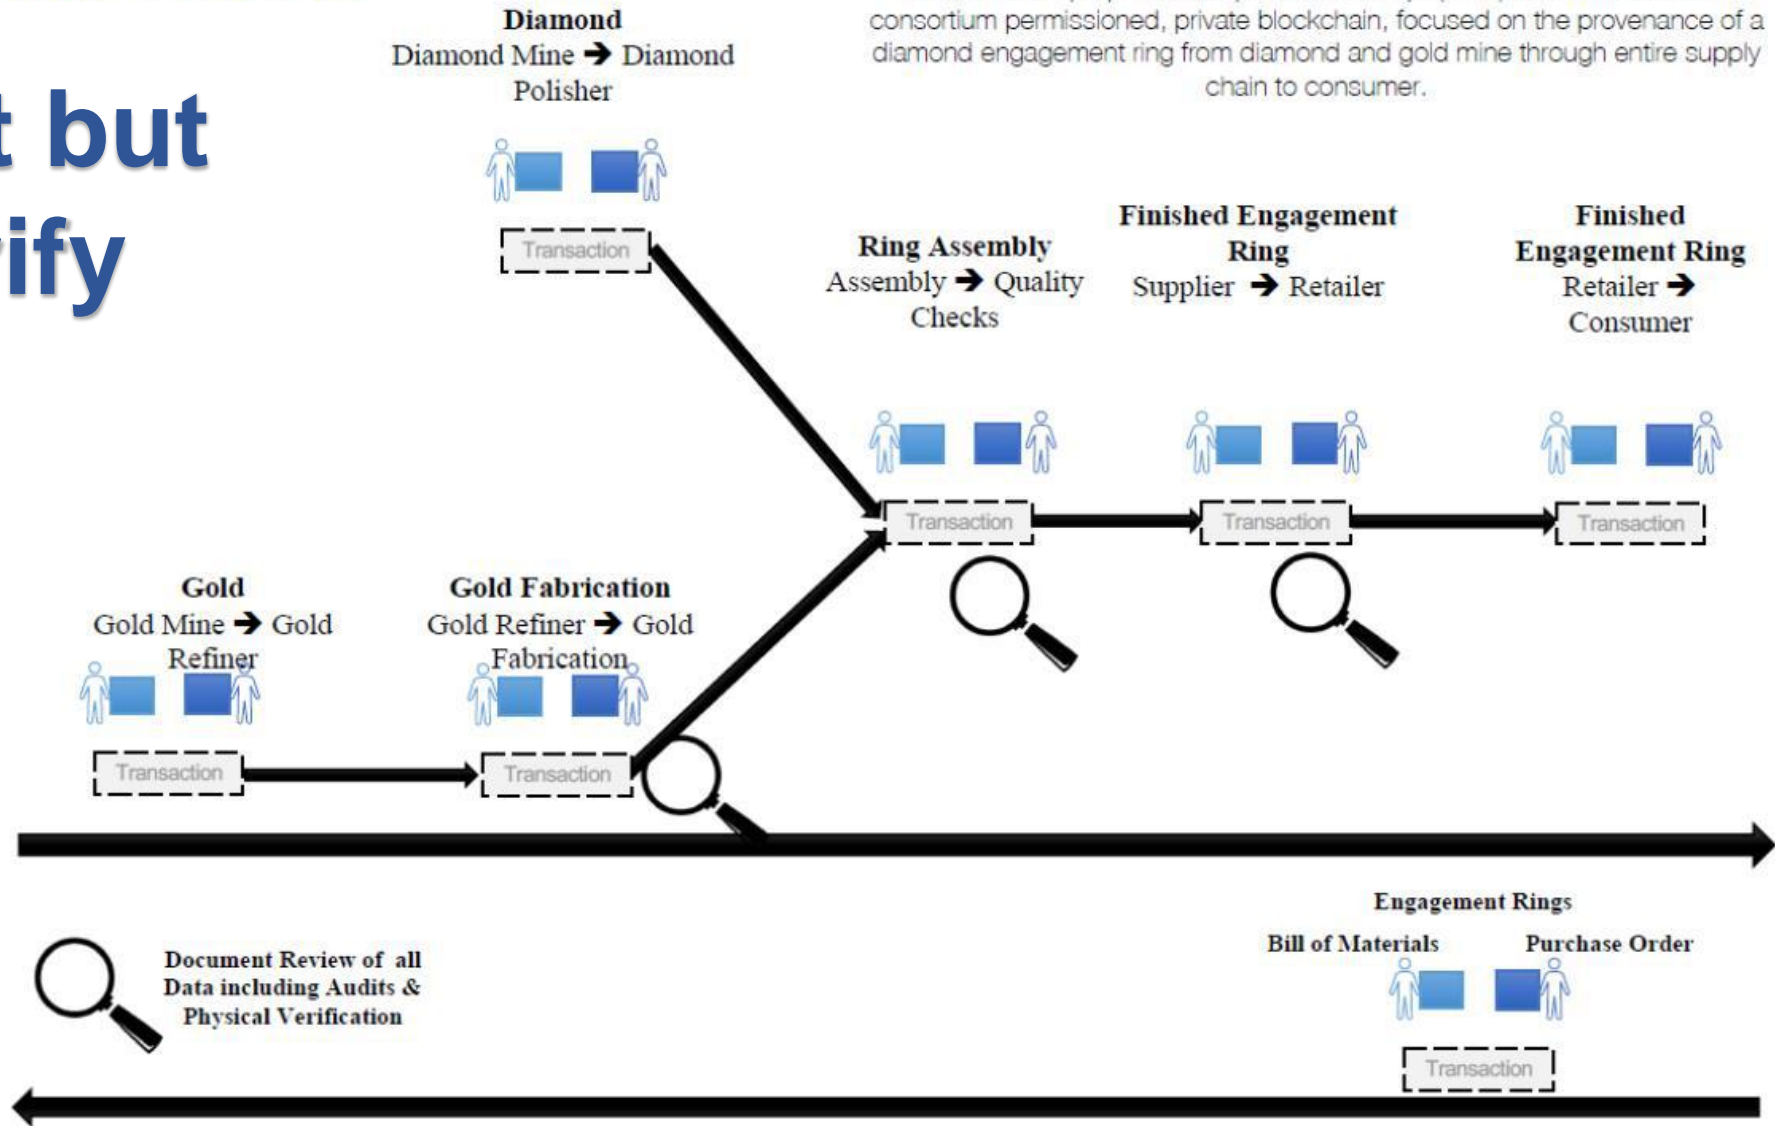 t but
ify
Diamond
Diamond Mine ➔ Diamond
Polisher
consortium permissioned, private blockchain, focused on the provenance of a
diamond engagement ring from diamond and gold mine through entire supply
chain to consumer.
Transaction
Ring Assembly
Assembly ➔ Quality
Checks
Finished Engagement
Ring
Supplier ➔ Retailer
Finished
Engagement Ring
Retailer ➔
Consumer
Transaction
Transaction
Transaction
Gold
Gold Mine ➔ Gold
Refiner
Gold Fabrication
Gold Refiner ➔ Gold
Fabrication
Transaction
Transaction
Document Review of all
Data including Audits &
Physical Verification
Engagement Rings
Bill of Materials
Purchase Order
Transaction